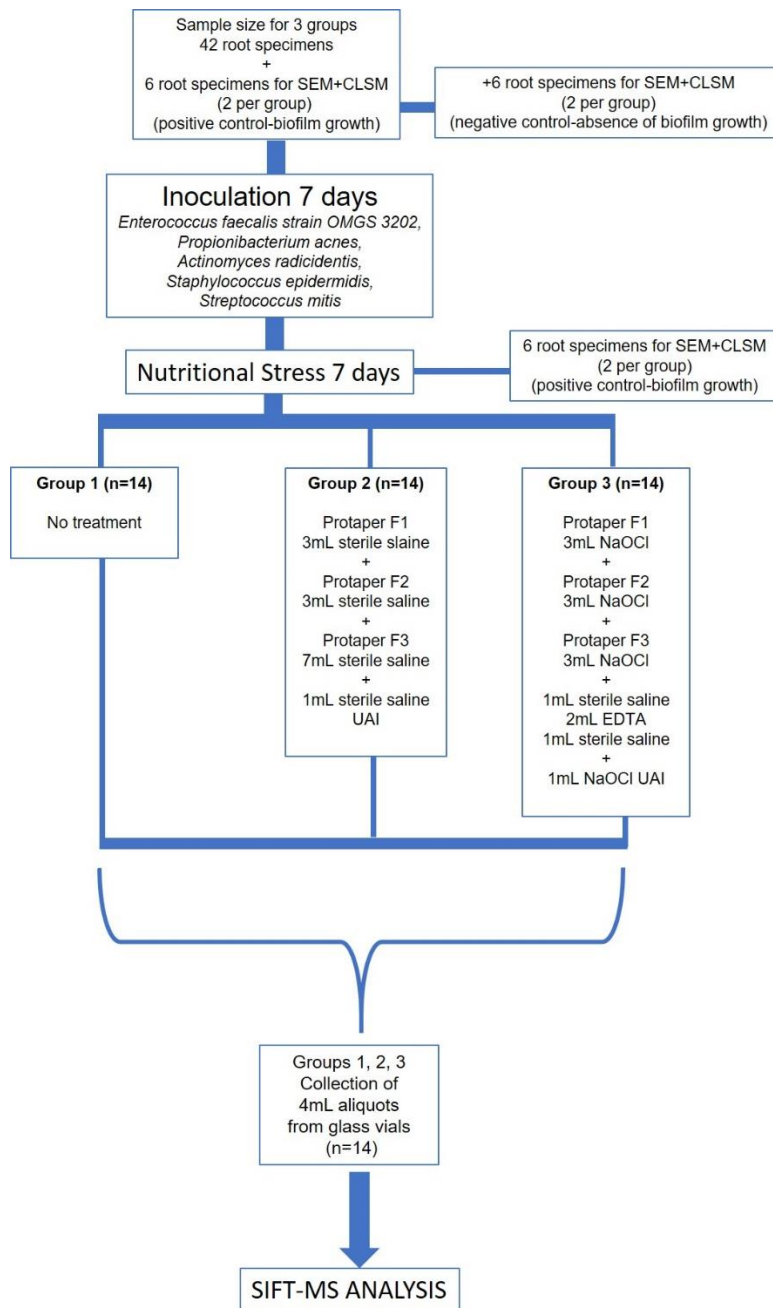 Sample size for 3 groups
42 root specimens
+
6 root specimens for SEM+CLSM
(2 per group)
(positive control-biofilm growth)
+6 root specimens for SEM+CLSM
(2 per group)
(negative control-absence of biofilm growth)
Inoculation 7 days
Enterococcus faecalis strain OMGS 3202,
Propionibacterium acnes,
Actinomyces radicidentis,
Staphylococcus epidermidis,
Streptococcus mitis
Nutritional Stress 7 days
6 root specimens for SEM+CLSM
(2 per group)
(positive control-biofilm growth)
Group 1 (n=14)
No treatment
Group 2 (n=14)
Protaper F1
3mL sterile slaine
+
Protaper F2
3mL sterile saline
+
Protaper F3
7mL sterile saline
+
1mL sterile saline
UAI
Group 3 (n=14)
Protaper F1
3mL NaOCl
+
Protaper F2
3mL NaOCl
+
Protaper F3
3mL NaOCl
+
1mL sterile saline
2mL EDTA
1mL sterile saline
+
1mL NaOCl UAI
Groups 1, 2, 3
Collection of
4mL aliquots
from glass vials
(n=14)
SIFT-MS ANALYSIS